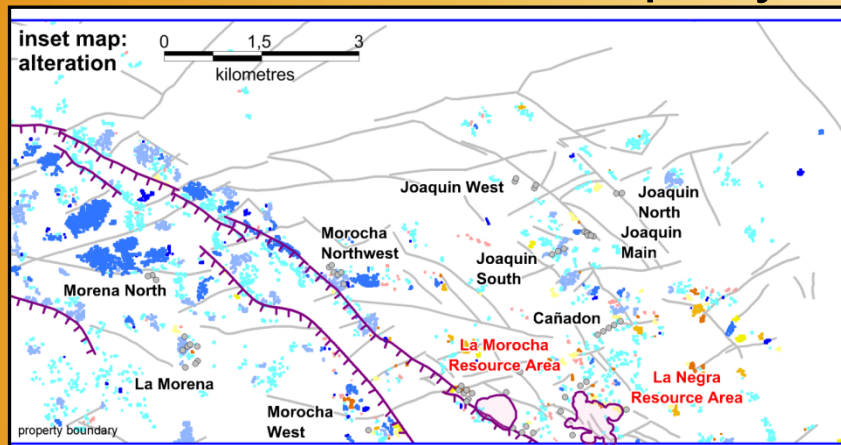 inset map:
alteration
0 1,5 3
kilometres
Joaquin West
Joaquin
North
Joaquin
Main
Morocha
Northwest
Joaquin
South
Morena North
Cañadon
La Morocha
Resource Area
La Morena
La Negra
Resource Area
Morocha
West
property boundary